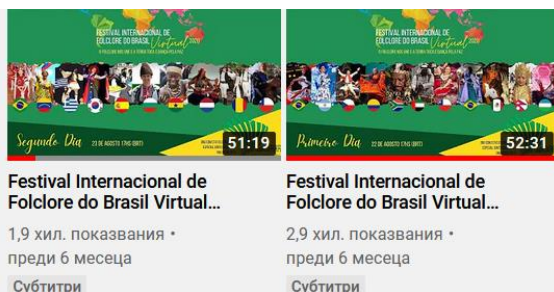 FESTIVAL INTERNACIONAL DE
FOLCLORE DO BRASIL Virtual
Segundo Dia 23 DE AGOSTO 17HS (BRT)
51:19
Festival Internacional de
Folclore do Brasil Virtual...
1,9 хил. показвания •
преди 6 месеца
Субтитри
FESTIVAL INTERNACIONAL DE
FOLCLORE DO BRASIL Virtual
Primeiro Dia 22 DE AGOSTO 17HS (BRT)
52:31
Festival Internacional de
Folclore do Brasil Virtual...
2,9 хил. показвания •
преди 6 месеца
Субтитри